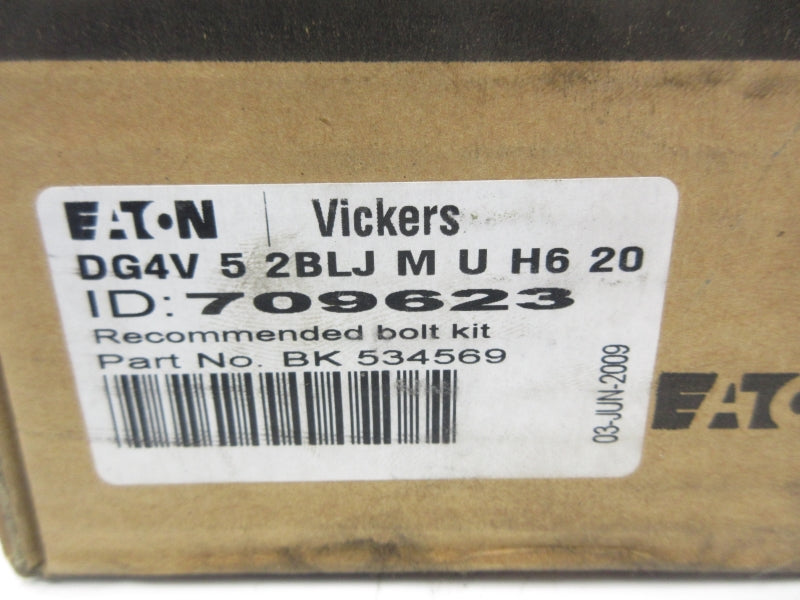 EATON | Vickers
DG4V 5 2BLJ M U H6 20
ID: 709623
Recommended bolt kit
Part No. BK 534569
03-JUN-2009
EATO